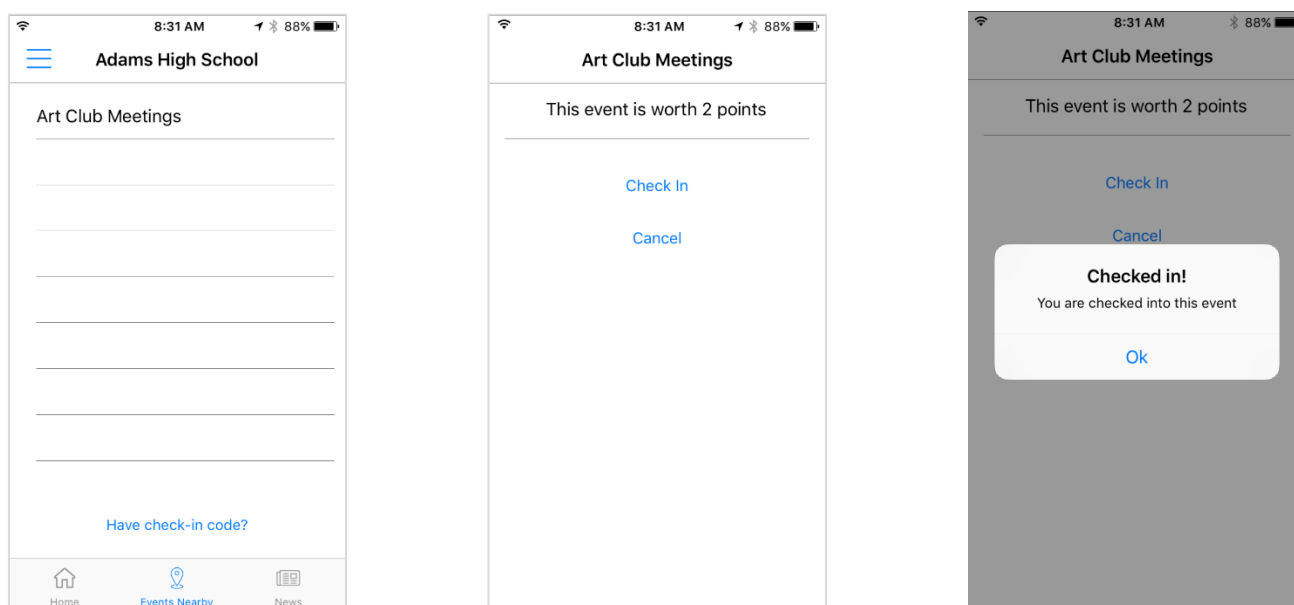 8:31 AM 88%
Adams High School
Art Club Meetings
Have check-in code?
Home Events Nearby News
8:31 AM 88%
Art Club Meetings
This event is worth 2 points
Check In
Cancel
8:31 AM 88%
Art Club Meetings
This event is worth 2 points
Check In
Cancel
Checked in!
You are checked into this event
Ok